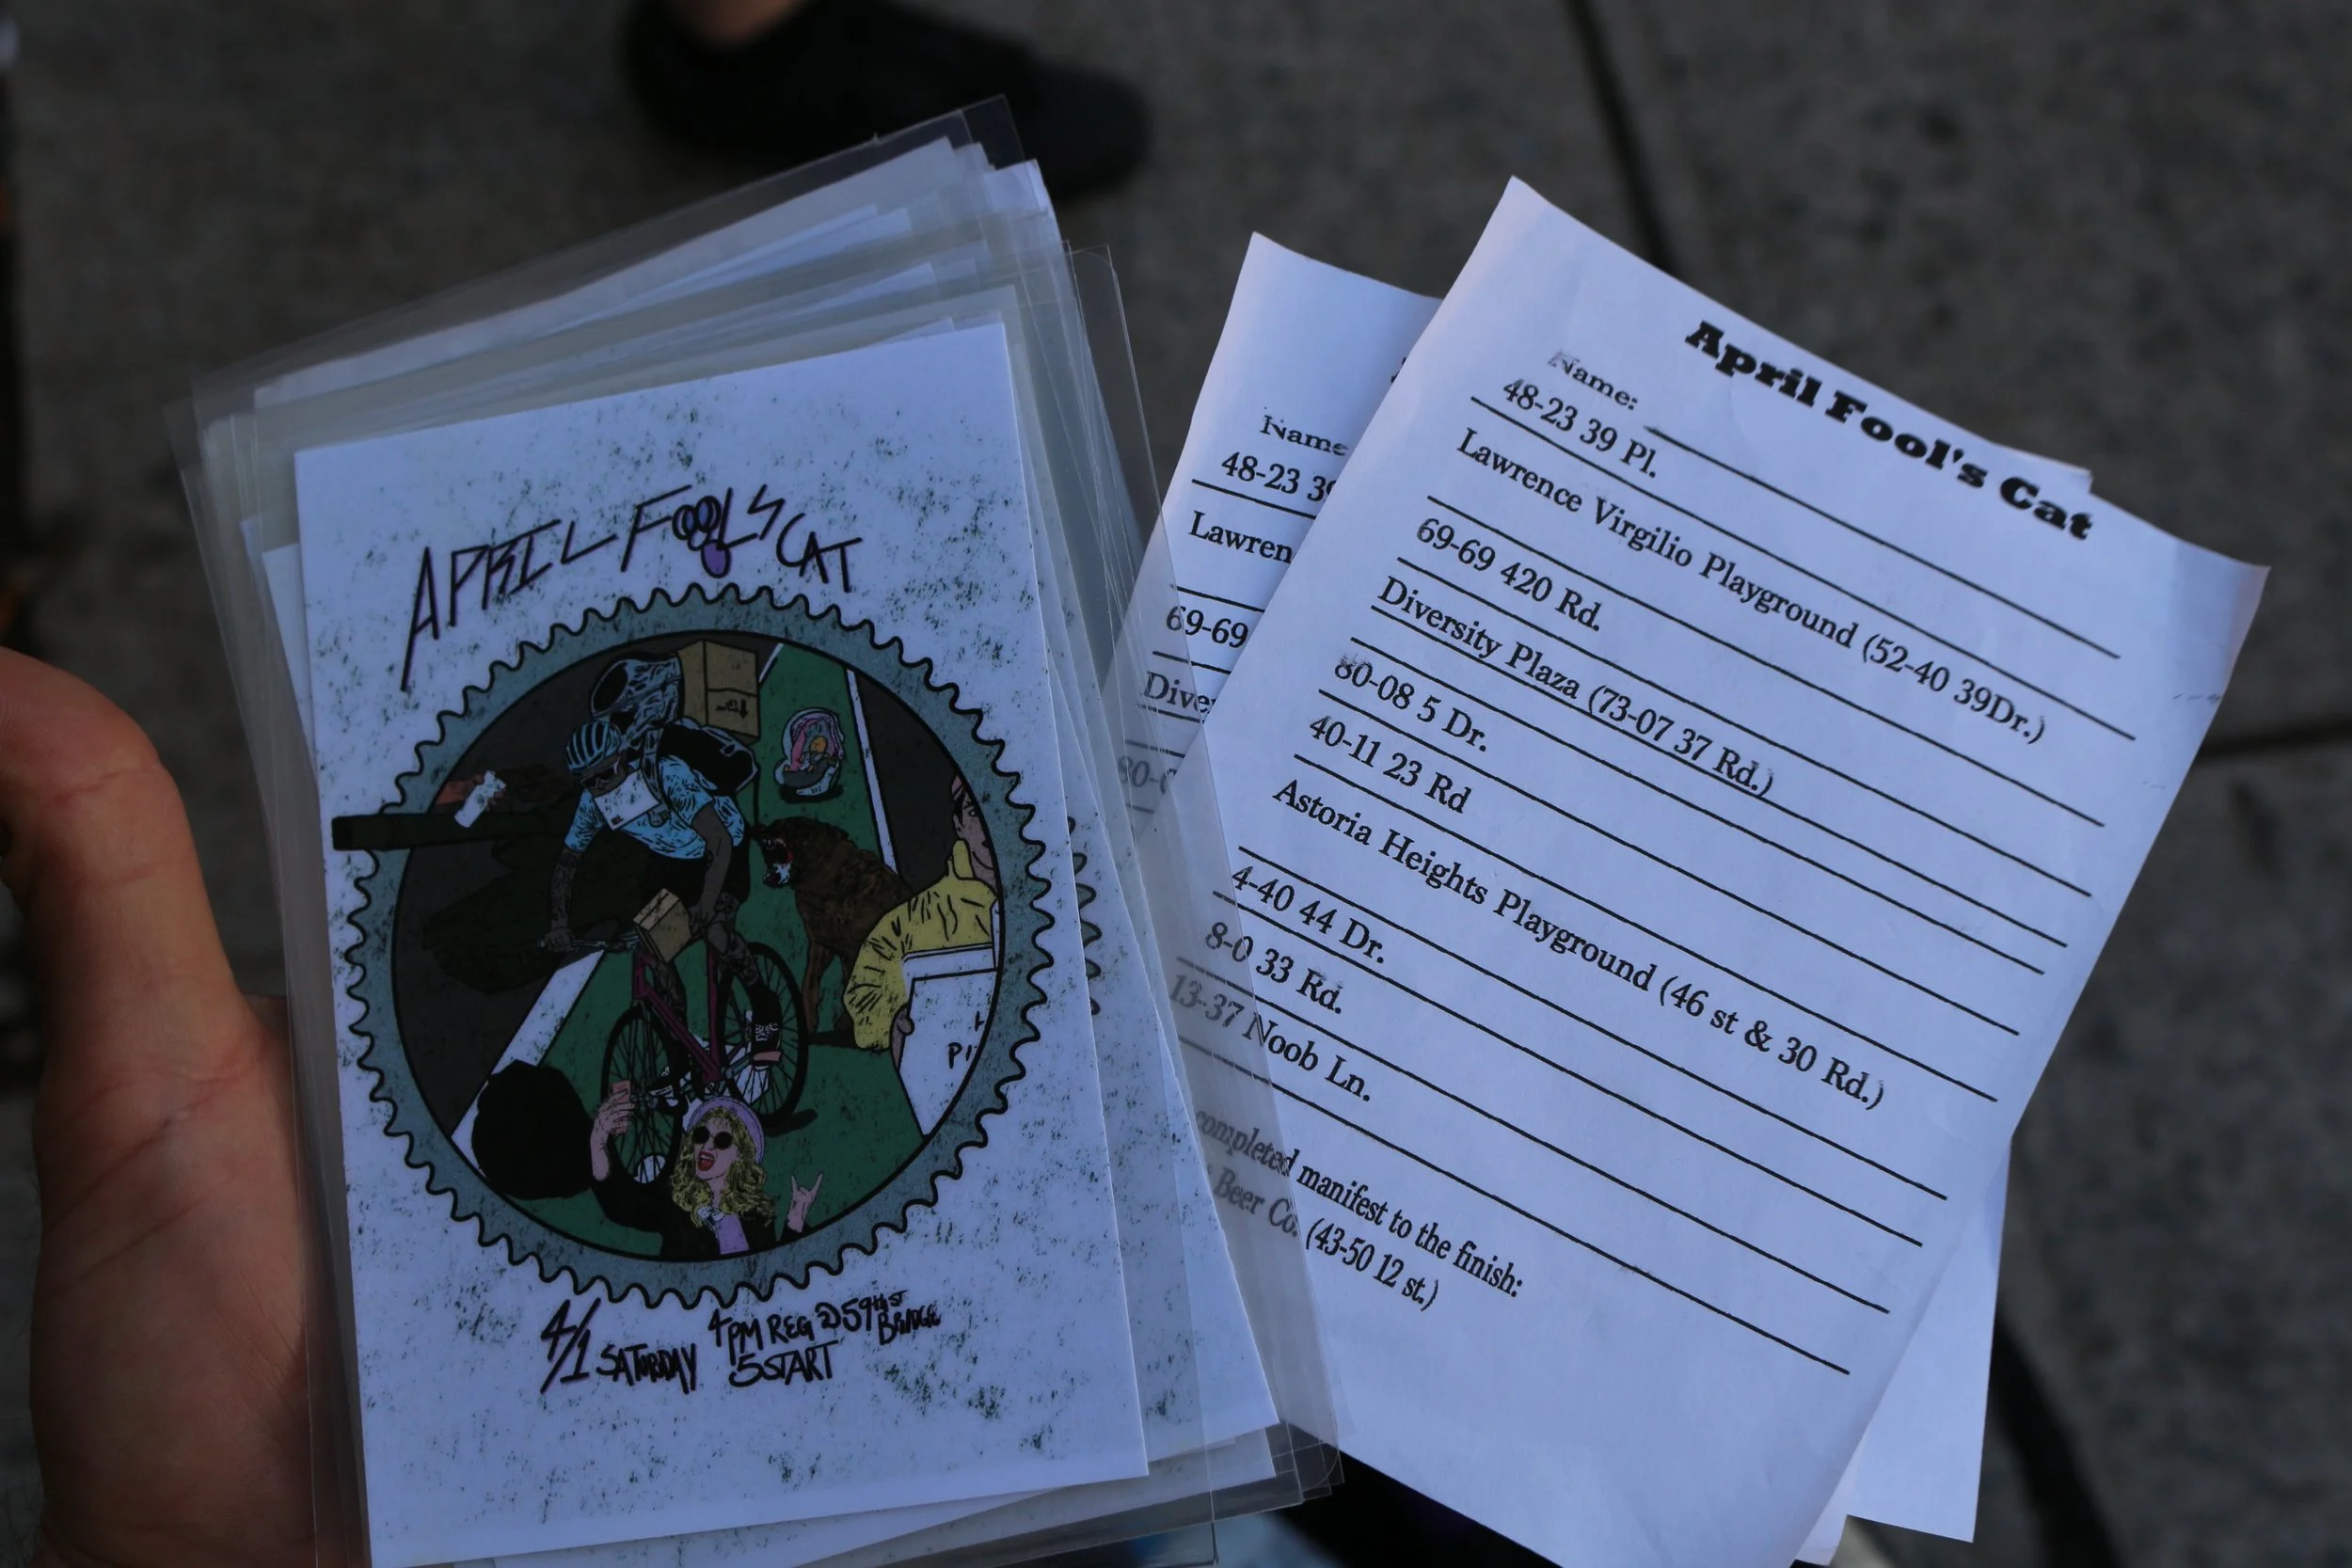 APRIL FOOLS CAT
4/1 SATURDAY
4PM REG @ 59TH ST BRIDGE
5 START
Name
48-23 39
Lawren
69-69
Dive
80-0
April Fool's Cat
Name:
48-23 39 Pl.
Lawrence Virgilio Playground (52-40 39Dr.)
69-69 420 Rd.
Diversity Plaza (73-07 37 Rd.)
80-08 5 Dr.
40-11 23 Rd
Astoria Heights Playground (46 st & 30 Rd.)
4-40 44 Dr.
8-0 33 Rd.
13-37 Noob Ln.
completed manifest to the finish:
Beer Co. (43-50 12 st.)